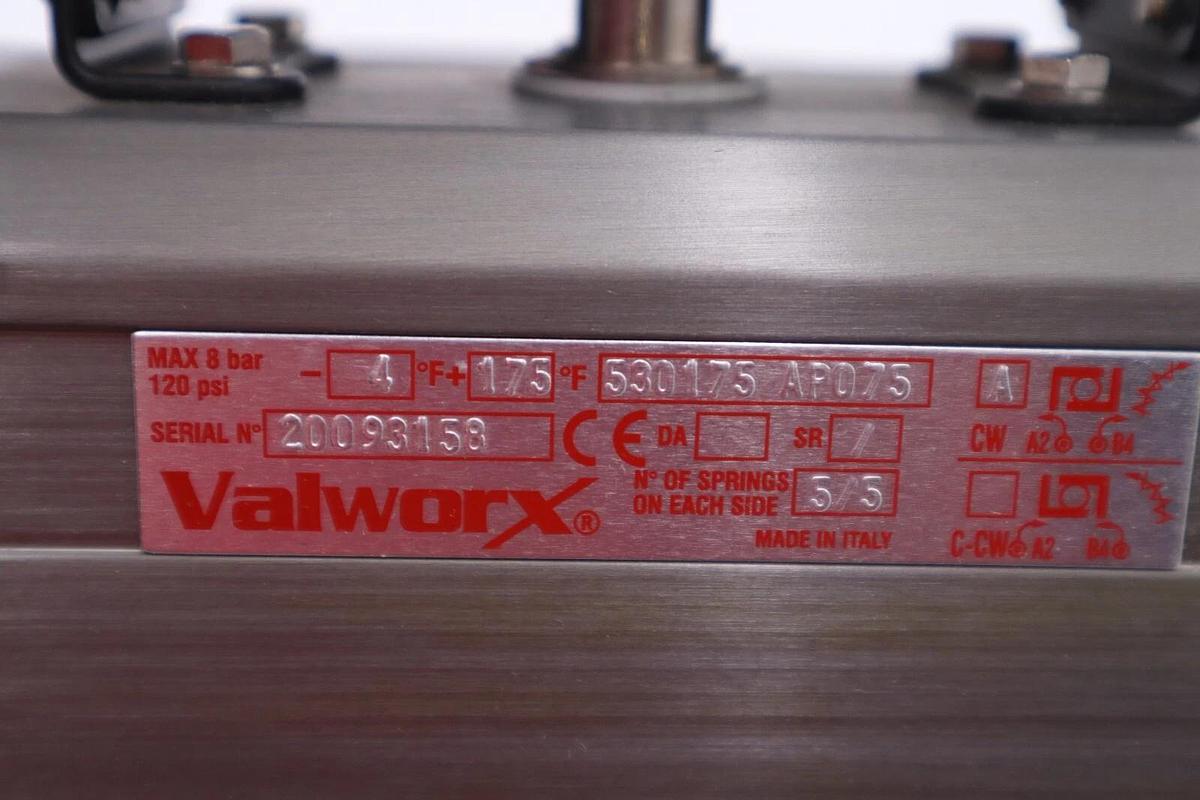 MAX 8 bar
120 psi
- 4 °F + 175 °F 530175 AP075 A
SERIAL N° 20093158 CE DA SR / CW A2 B4
Valworx®
N° OF SPRINGS
ON EACH SIDE 5/5
MADE IN ITALY
C-CW A2 B4